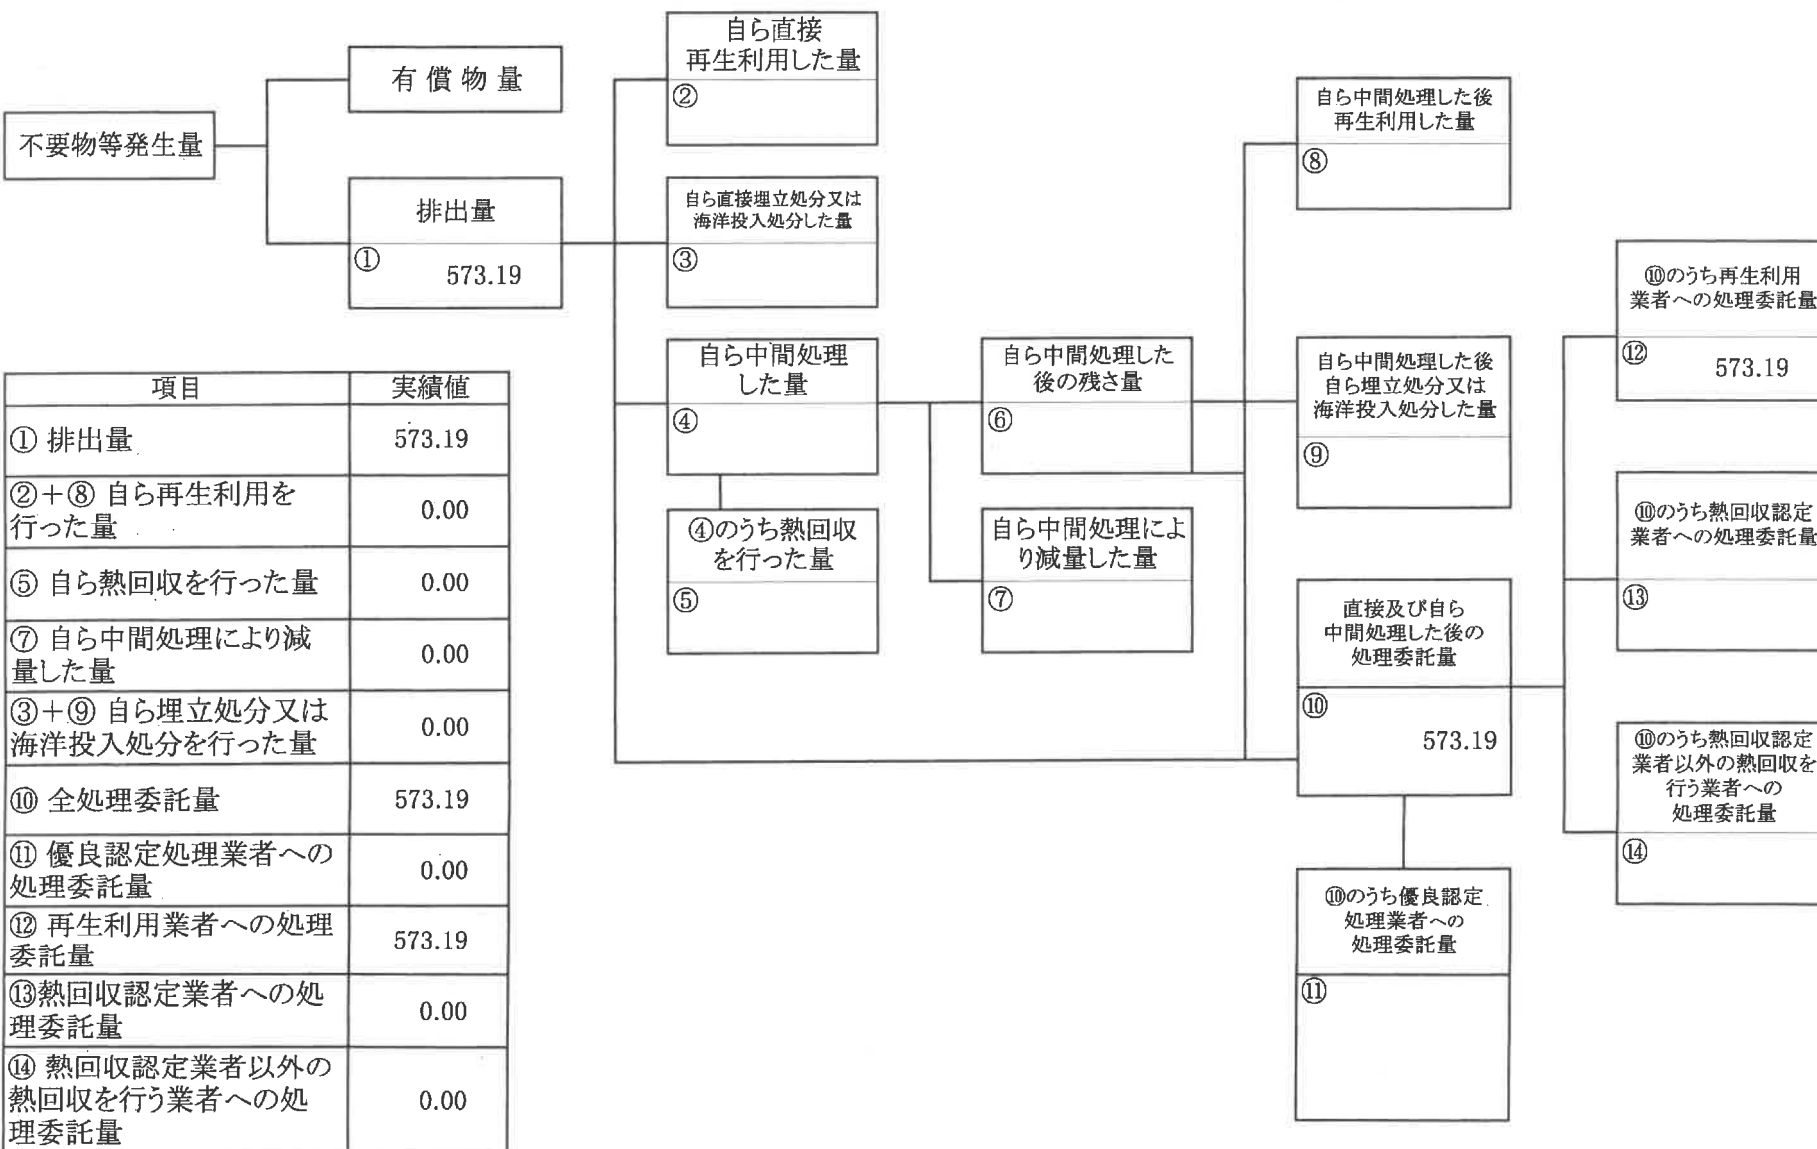 不要物等発生量
有償物量
排出量
①
573.19
自ら直接
再生利用した量
②
自ら直接埋立処分又は
海洋投入処分した量
③
自ら中間処理
した量
④
④のうち熱回収
を行った量
⑤
自ら中間処理した
後の残さ量
⑥
自ら中間処理によ
り減量した量
⑦
自ら中間処理した後
再生利用した量
⑧
自ら中間処理した後
自ら埋立処分又は
海洋投入処分した量
⑨
直接及び自ら
中間処理した後の
処理委託量
⑩
573.19
⑩のうち優良認定
処理業者への
処理委託量
⑪
⑩のうち再生利用
業者への処理委託量
⑫
573.19
⑩のうち熱回収認定
業者への処理委託量
⑬
⑩のうち熱回収認定
業者以外の熱回収を
行う業者への
処理委託量
⑭
項目 実績値
① 排出量 573.19
②+⑧ 自ら再生利用を
行った量 0.00
⑤ 自ら熱回収を行った量 0.00
⑦ 自ら中間処理により減
量した量 0.00
③+⑨ 自ら埋立処分又は
海洋投入処分を行った量 0.00
⑩ 全処理委託量 573.19
⑪ 優良認定処理業者への
処理委託量 0.00
⑫ 再生利用業者への処理
委託量 573.19
⑬熱回収認定業者への処
理委託量 0.00
⑭ 熱回収認定業者以外の
熱回収を行う業者への処
理委託量 0.00